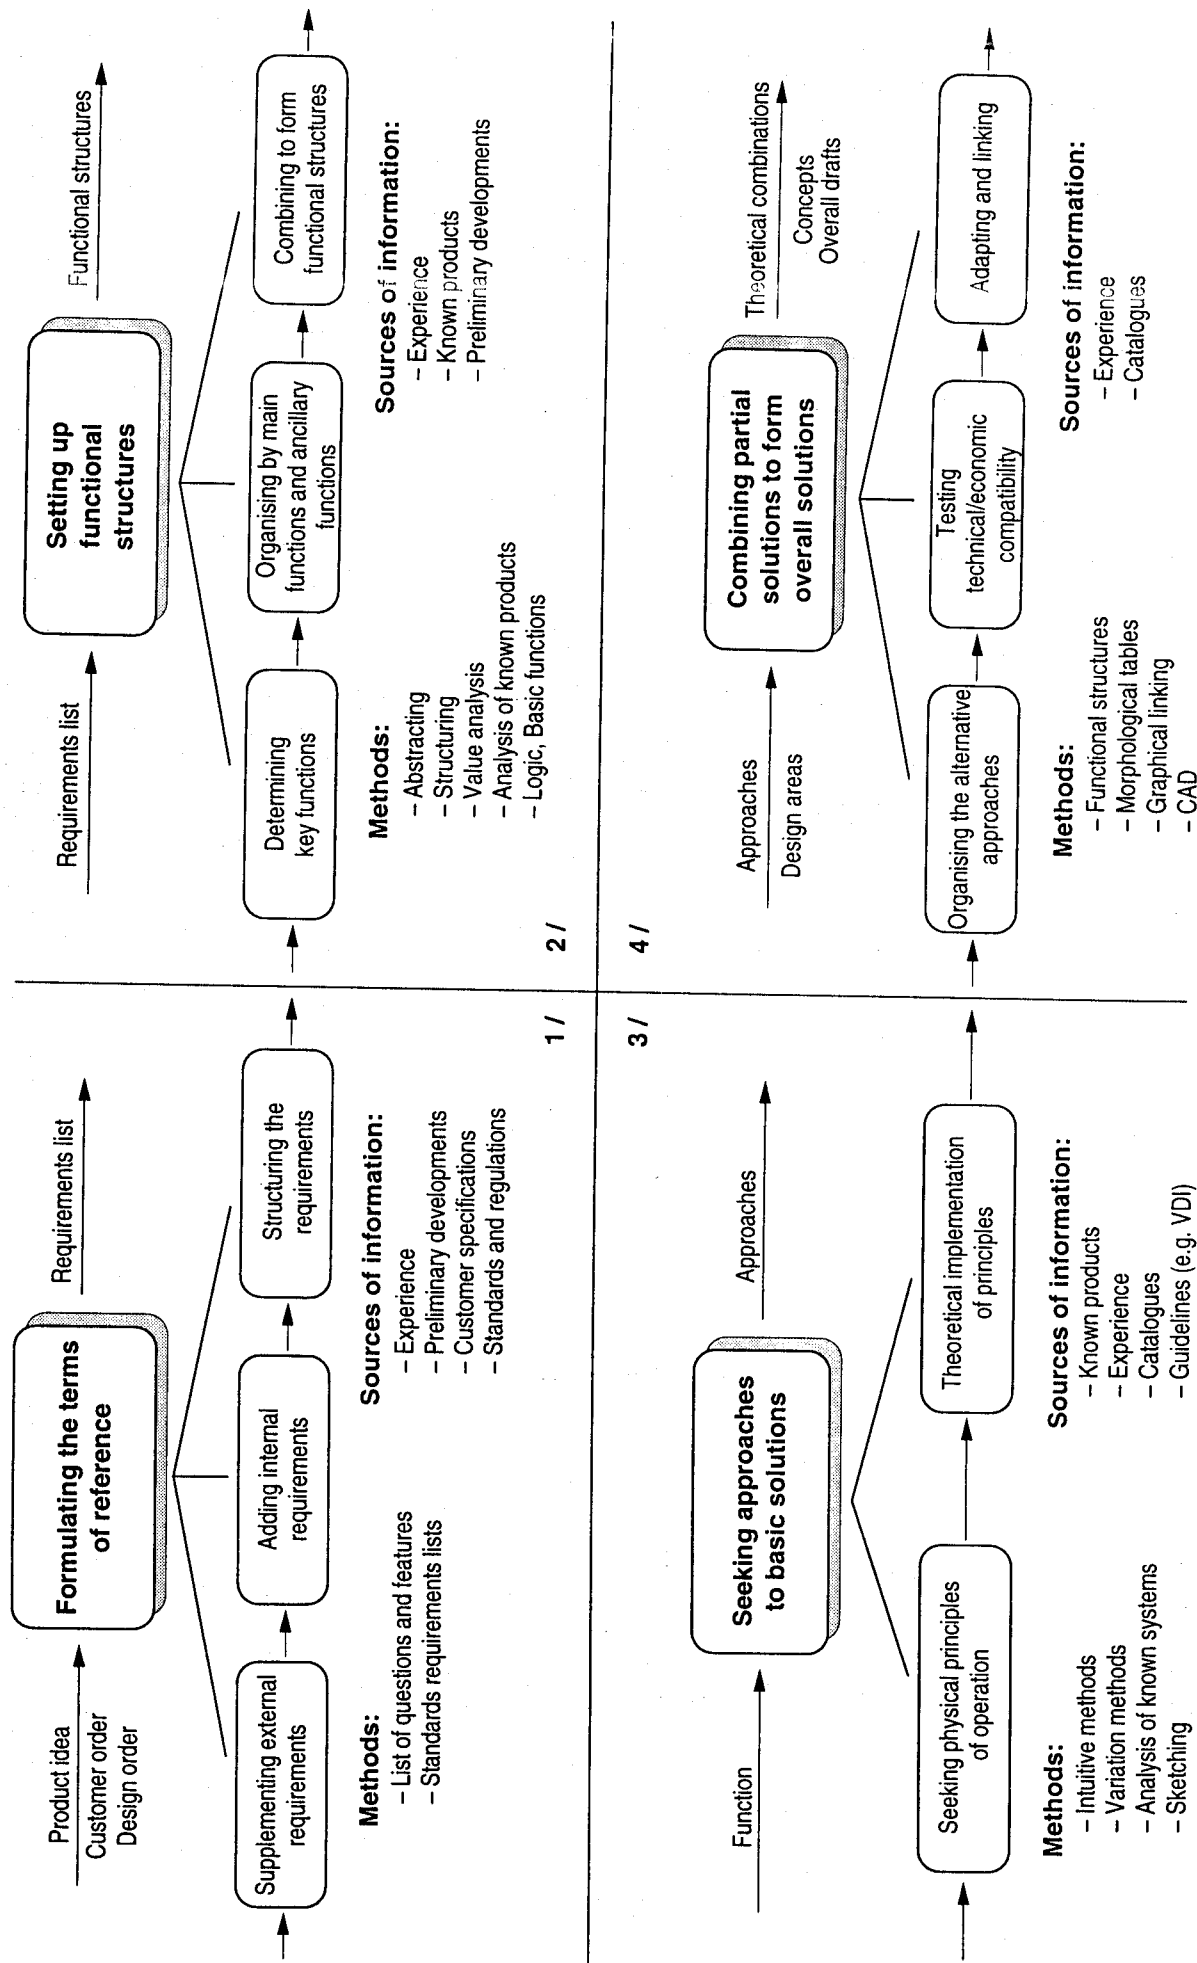 Product idea
Customer order
Design order
Formulating the terms
of reference
Requirements list
Supplementing external
requirements
Adding internal
requirements
Structuring the
requirements
Methods:
– List of questions and features
– Standards requirements lists
Sources of information:
– Experience
– Preliminary developments
– Customer specifications
– Standards and regulations
1 /
Requirements list
Setting up
functional
structures
Functional structures
Determining
key functions
Organising by main
functions and ancillary
functions
Combining to form
functional structures
Methods:
– Abstracting
– Structuring
– Value analysis
– Analysis of known products
– Logic, Basic functions
Sources of information:
– Experience
– Known products
– Preliminary developments
2 /
3 /
Function
Seeking approaches
to basic solutions
Approaches
Seeking physical principles
of operation
Theoretical implementation
of principles
Methods:
– Intuitive methods
– Variation methods
– Analysis of known systems
– Sketching
Sources of information:
– Known products
– Experience
– Catalogues
– Guidelines (e.g. VDI)
4 /
Approaches
Design areas
Combining partial
solutions to form
overall solutions
Theoretical combinations
Concepts
Overall drafts
Organising the alternative
approaches
Testing
technical/economic
compatibility
Adapting and linking
Methods:
– Functional structures
– Morphological tables
– Graphical linking
– CAD
Sources of information:
– Experience
– Catalogues